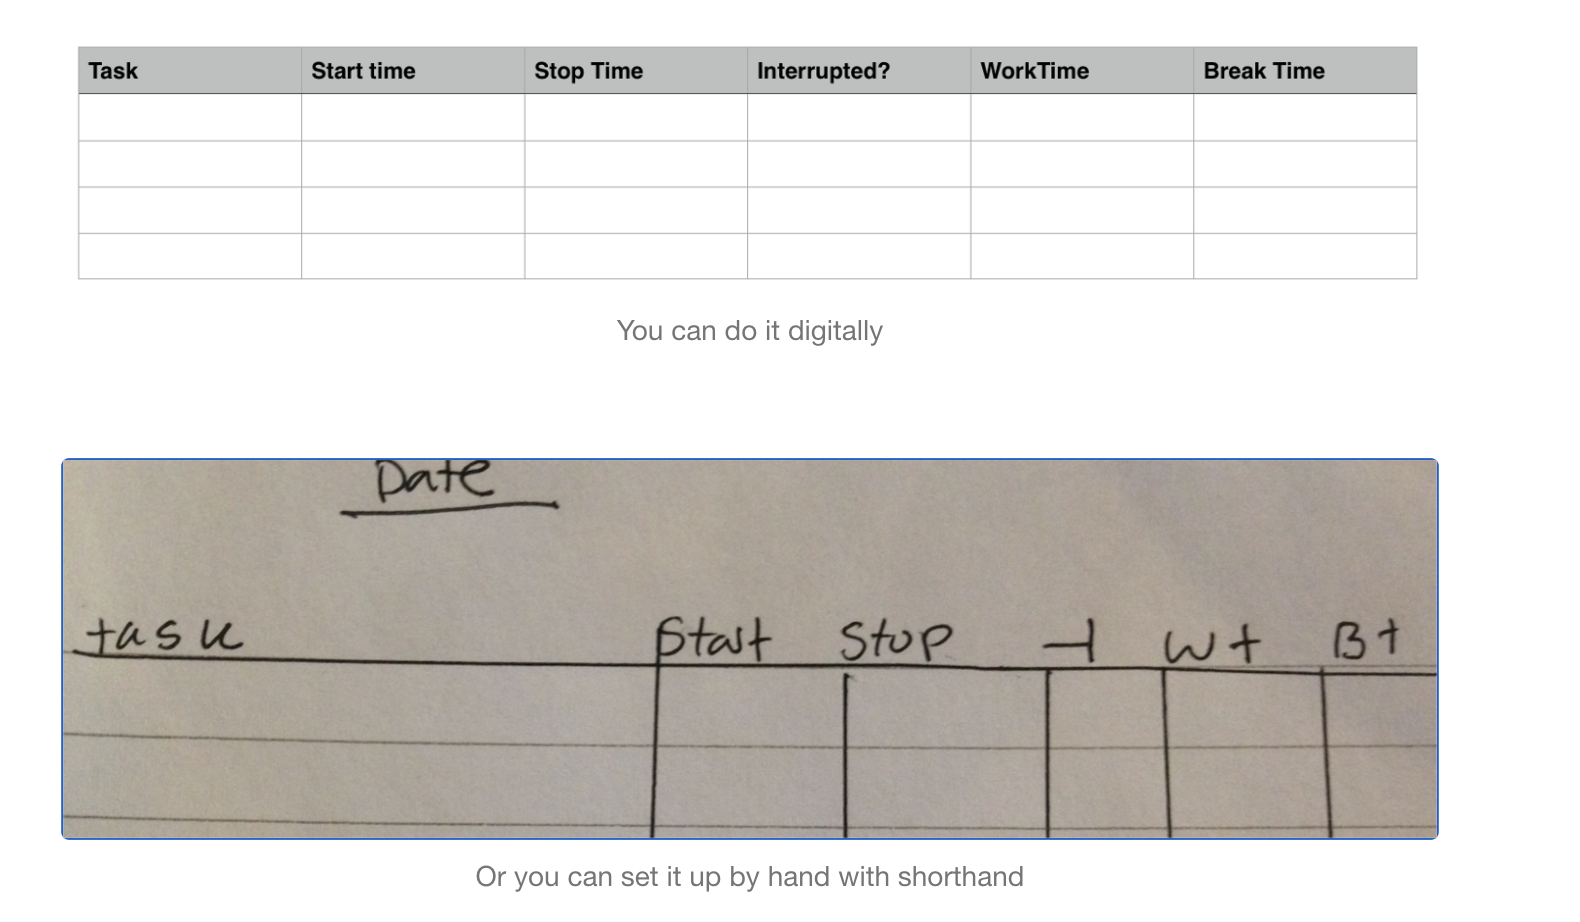 Task Start time Stop Time Interrupted? WorkTime Break Time
You can do it digitally
Date
task Start Stop ⊣ Wt Bt
Or you can set it up by hand with shorthand